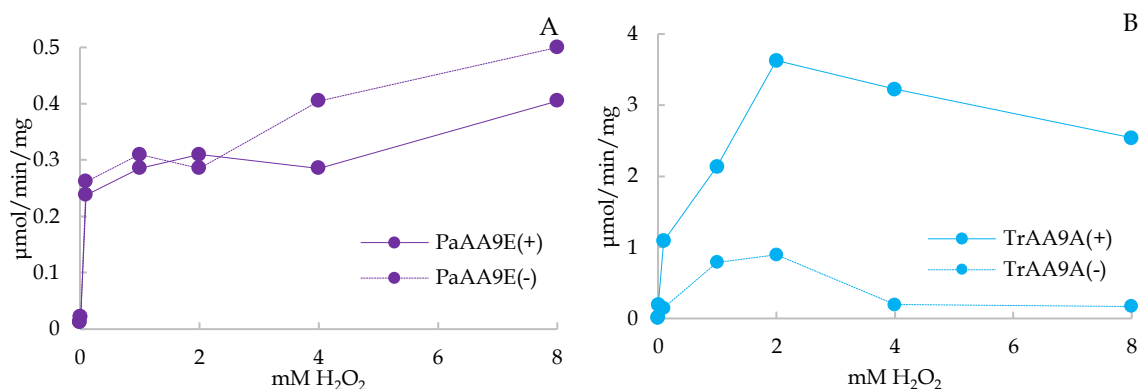 A
µmol/min/mg
0.5
0.4
0.3
0.2
0.1
0
PaAA9E(+)
PaAA9E(-)
0 2 4 6 8
mM H₂O₂
B
µmol/min/mg
4
3
2
1
0
TrAA9A(+)
TrAA9A(-)
0 2 4 6 8
mM H₂O₂